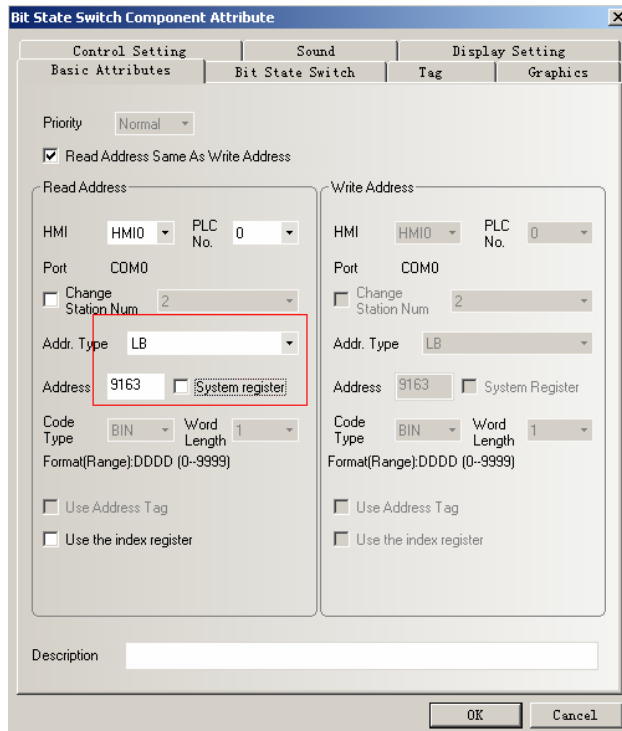 Bit State Switch Component Attribute
Control Setting Sound Display Setting
Basic Attributes Bit State Switch Tag Graphics
Priority Normal
Read Address Same As Write Address
Read Address Write Address
HMI HMI0 PLC No. 0 HMI HMI0 PLC No. 0
Port COM0 Port COM0
Change Station Num 2 Change Station Num 2
Addr. Type LB Addr. Type LB
Address 9163 System register Address 9163 System Register
Code Type BIN Word Length 1 Code Type BIN Word Length 1
Format(Range):DDDD (0--9999) Format(Range):DDDD (0--9999)
Use Address Tag Use Address Tag
Use the index register Use the index register
Description
OK Cancel